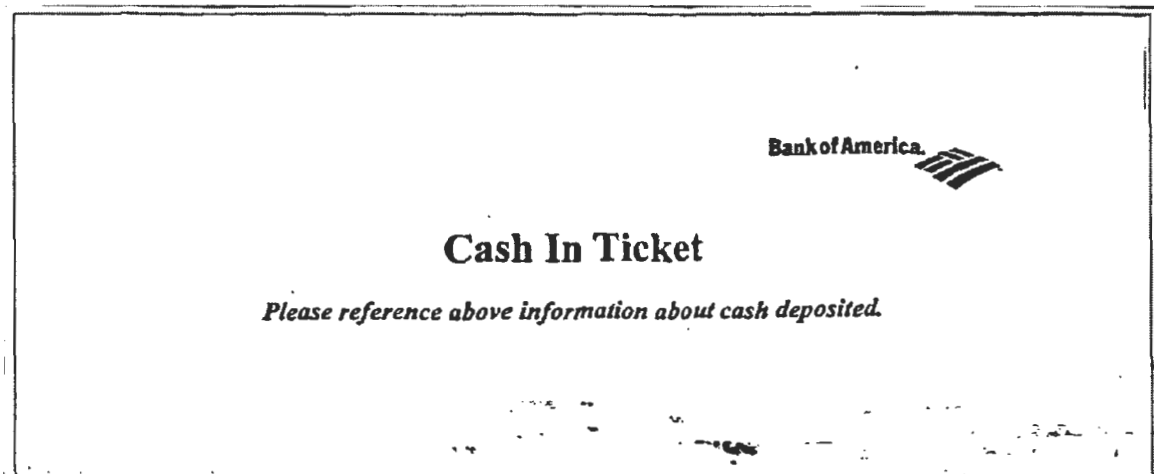 Bank of America.
Cash In Ticket
Please reference above information about cash deposited.